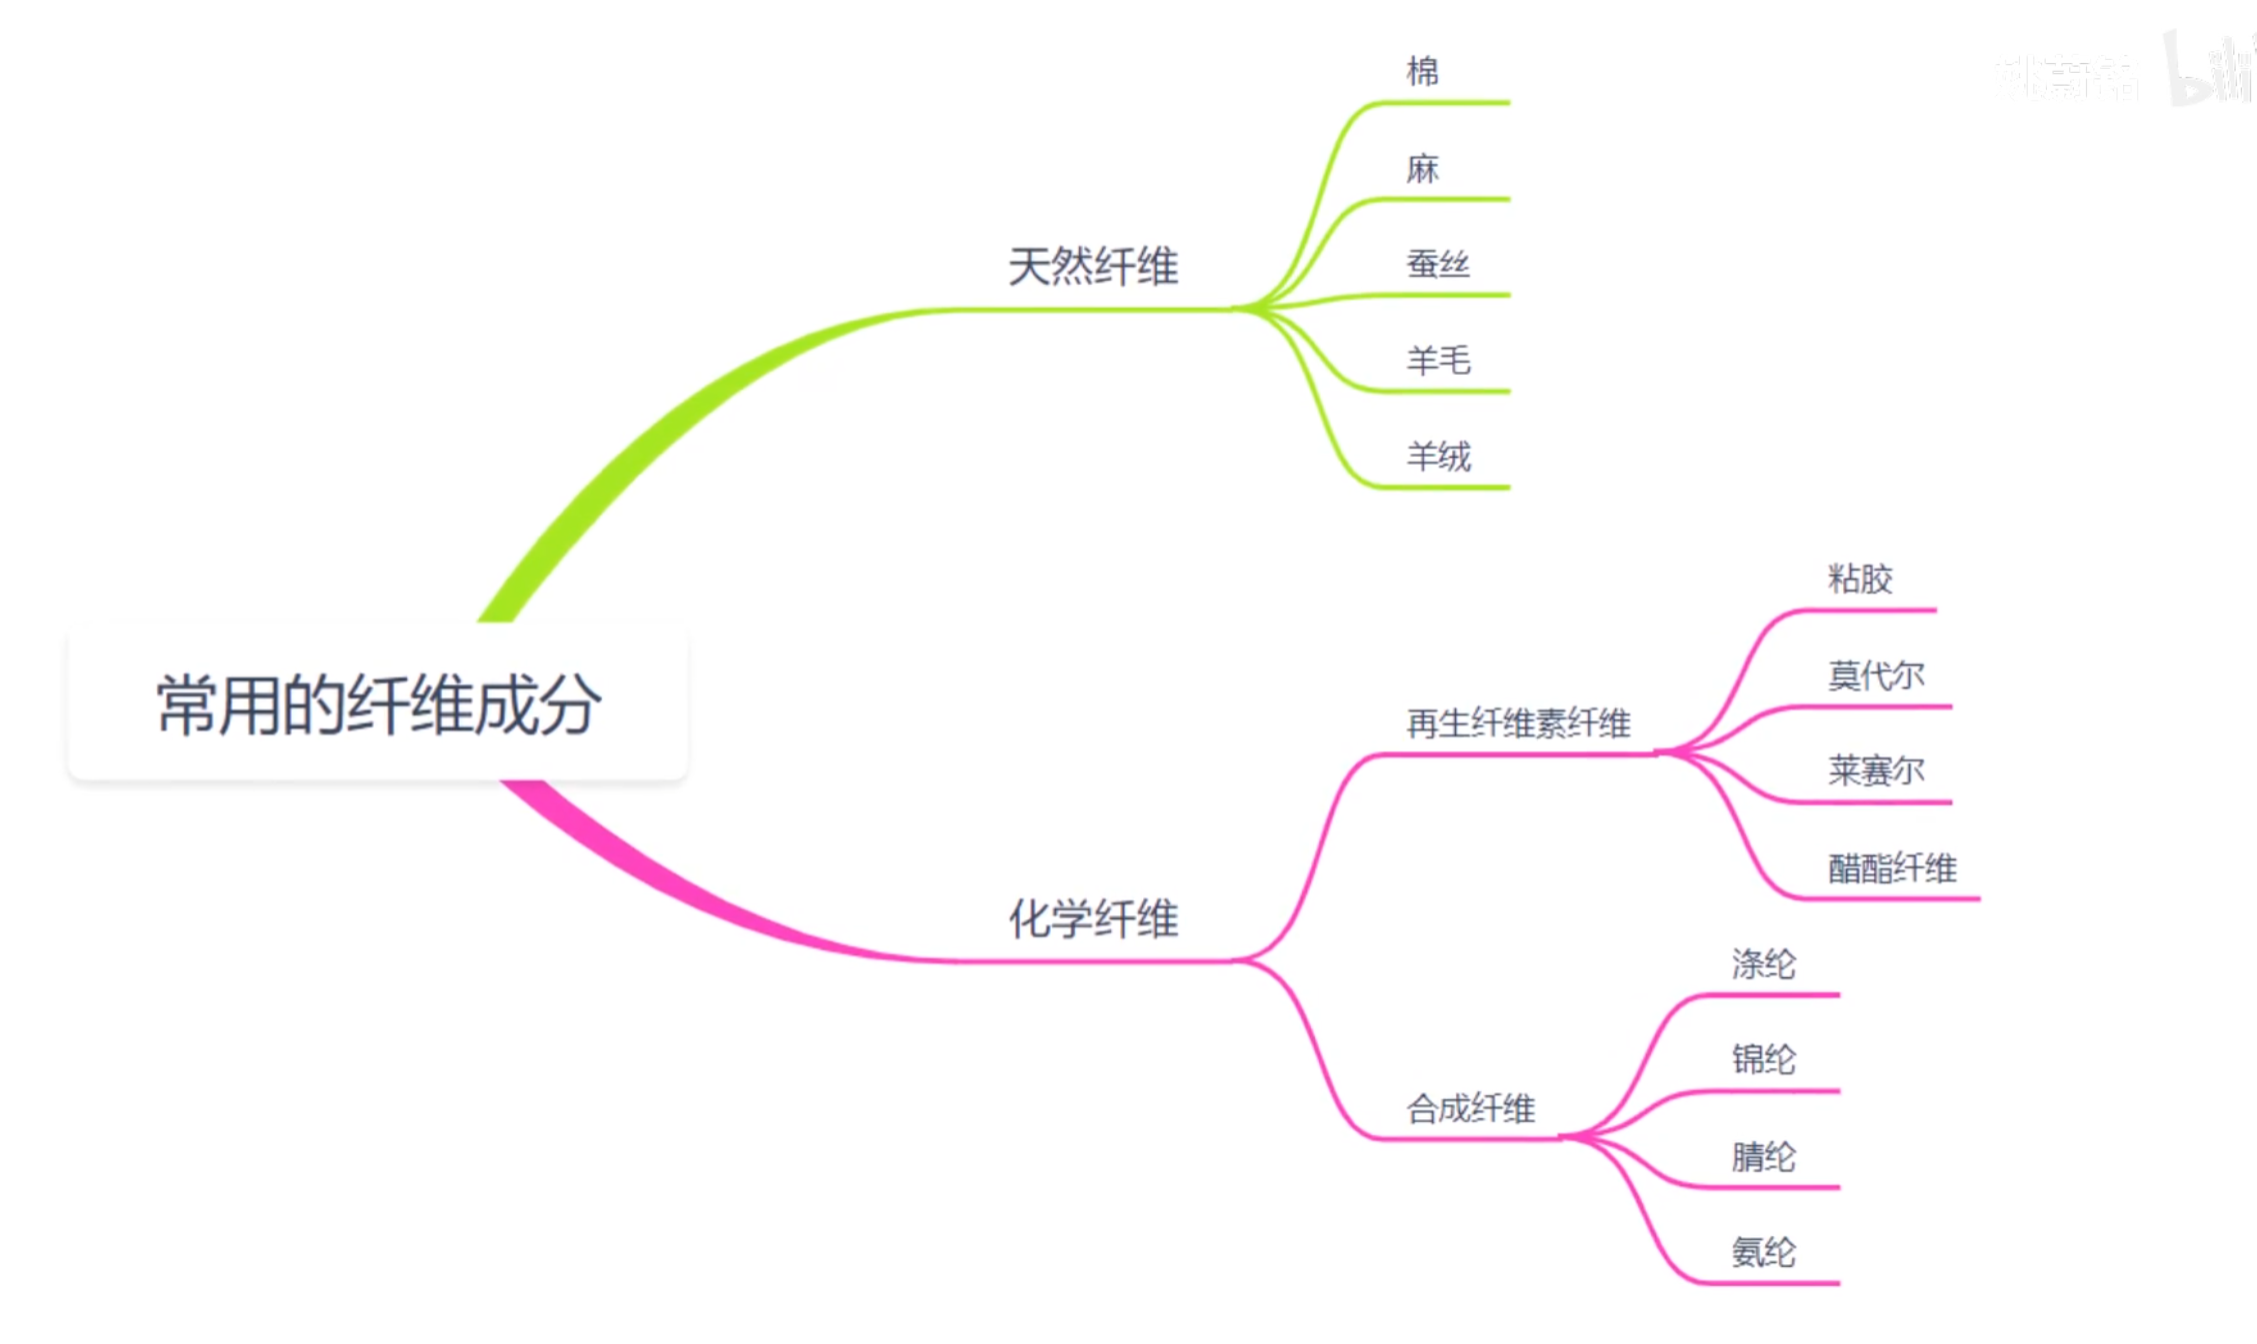 棉
麻
天然纤维
蚕丝
羊毛
羊绒
常用的纤维成分
粘胶
莫代尔
再生纤维素纤维
莱赛尔
醋酯纤维
化学纤维
涤纶
锦纶
合成纤维
腈纶
氨纶